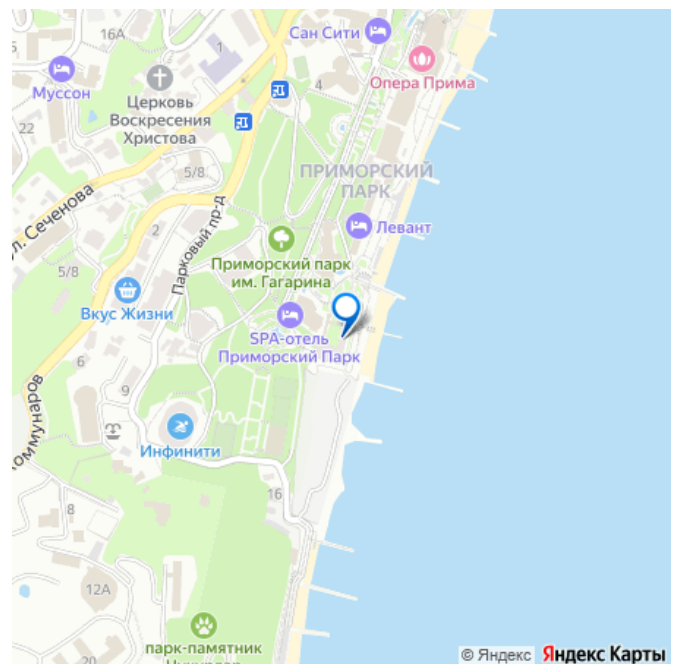 Сан Сити
16А
1
Опера Прима
Муссон
4
Церковь
Воскресения
Христова
22
5/8
ПРИМОРСКИЙ
ПАРК
л. Сеченова
Парковый пр-д
2
Левант
5/8
Приморский парк
им. Гагарина
Вкус Жизни
SPA-отель
Приморский Парк
4
6
9
Коммунаров
Инфинити
16
8
12А
парк-памятник
20
© Яндекс Яндекс Карты